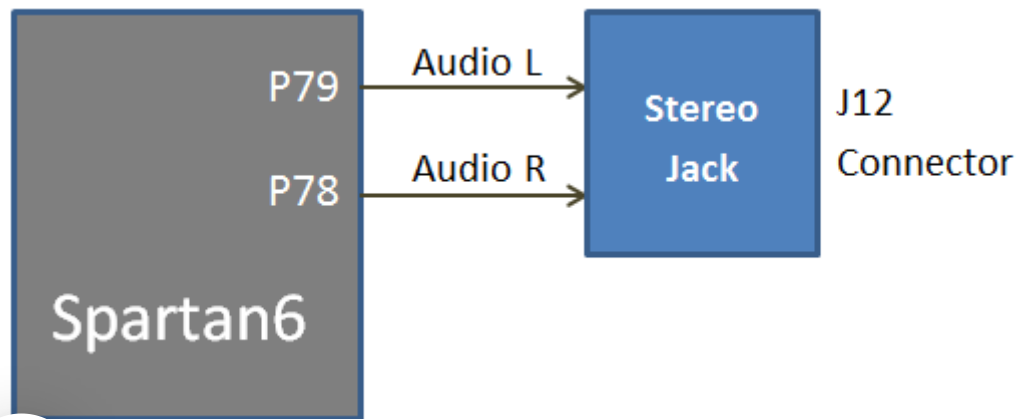 P79
Audio L
Stereo
Jack
J12
Connector
P78
Audio R
Spartan6